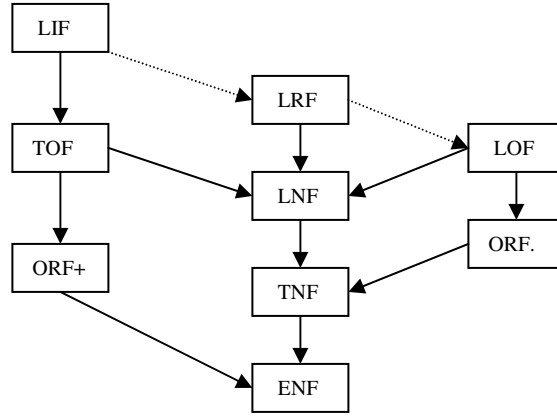 LIF
LRF
TOF
LOF
LNF
ORF+
ORF.
TNF
ENF